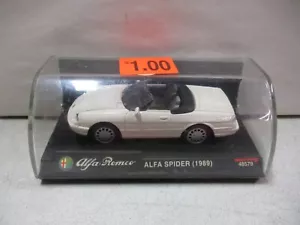 1.00
Alfa-Romeo ALFA SPIDER (1989)